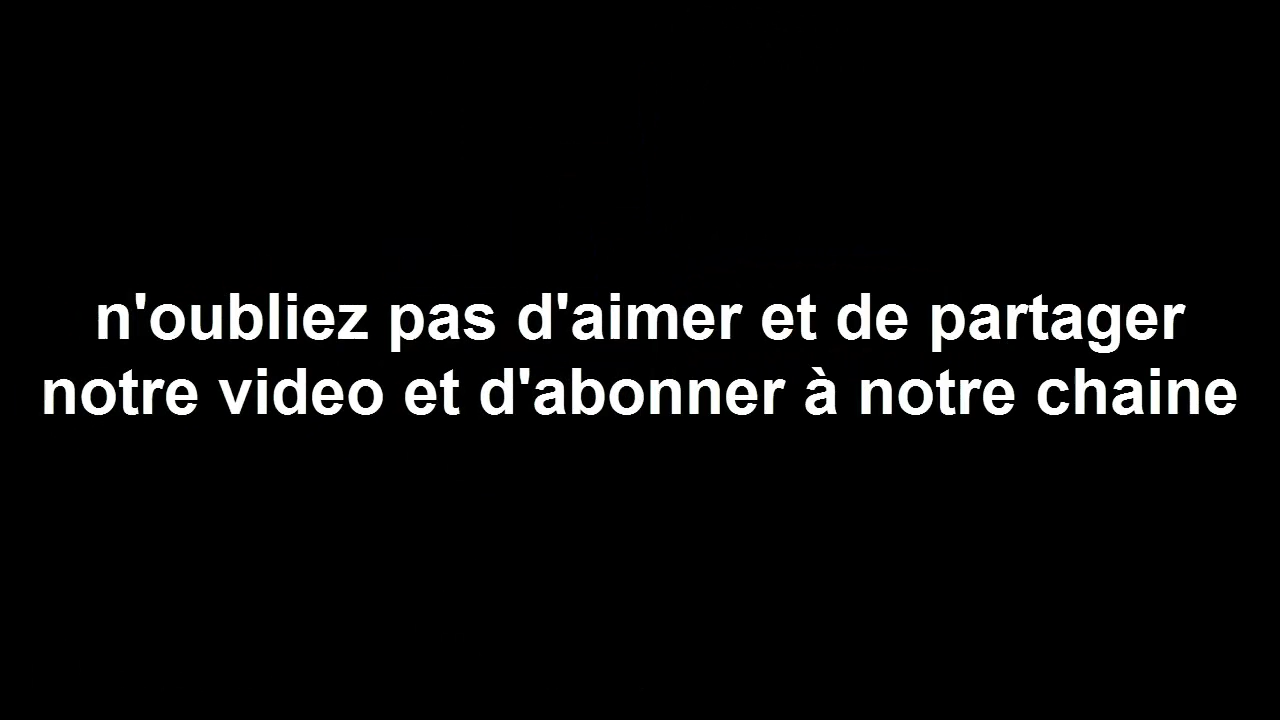 n'oubliez pas d'aimer et de partager
notre video et d'abonner à notre chaine